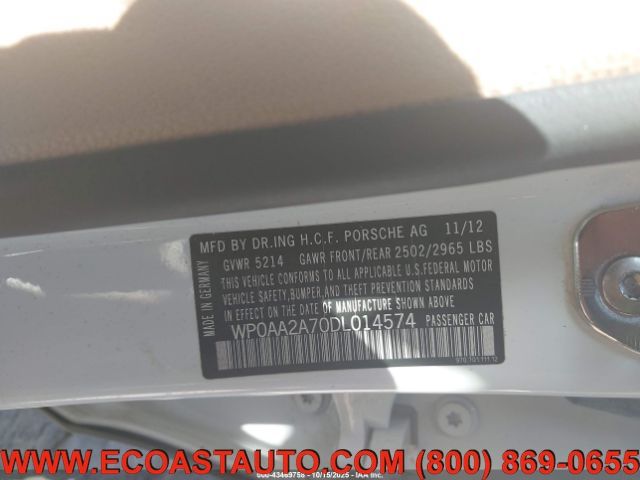 MFD BY DR.ING H.C.F. PORSCHE AG 11/12
GVWR 5214 GAWR FRONT/REAR 2502/2965 LBS
THIS VEHICLE CONFORMS TO ALL APPLICABLE U.S.FEDERAL MOTOR
VEHICLE SAFETY, BUMPER, AND THEFT PREVENTION STANDARDS
IN EFFECT ON THE DATE OF MANUFACTURE SHOWN ABOVE.
WP0AA2A70DL014574 PASSENGER CAR
MADE IN GERMANY
WWW.ECOASTAUTO.COM (800) 869-0655